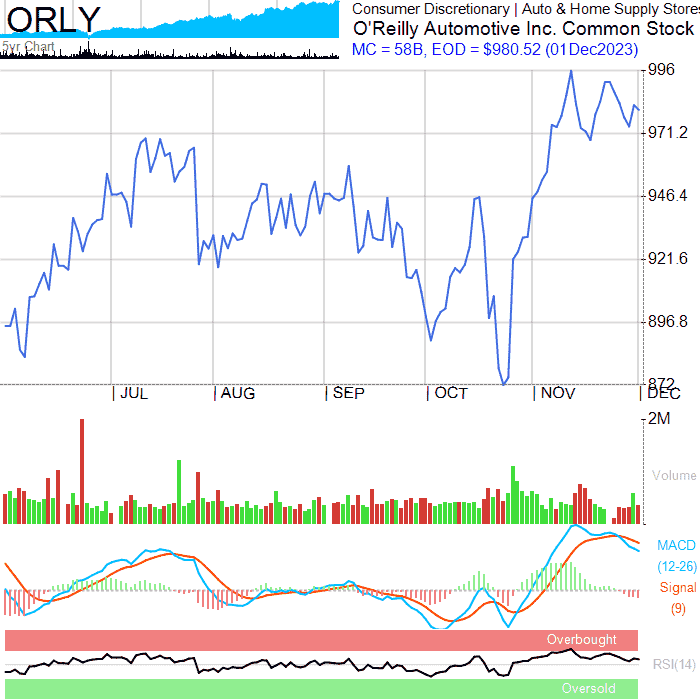 ORLY
5yr Chart
Consumer Discretionary | Auto & Home Supply Stores
O'Reilly Automotive Inc. Common Stock
MC = 58B, EOD = $980.52 (01Dec2023)
996
971.2
946.4
921.6
896.8
872
| JUL | AUG | SEP | OCT | NOV | DEC
2M
Volume
MACD
(12-26)
Signal
(9)
Overbought
RSI(14)
Oversold